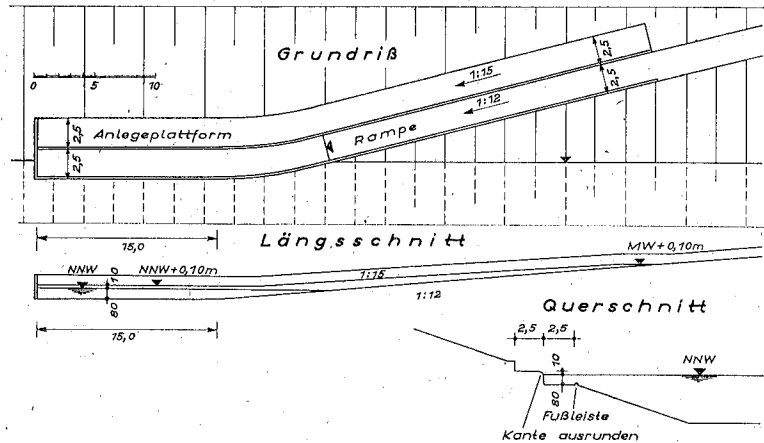 Grundriß
0 5 10
2,5
2,5
1:15
1:12
Anlegeplattform
Rampe
2,5
2,5
15,0
Längsschnitt
NNW
NNW+0,10m
MW+0,10m
10
80
1:15
1:12
15,0
Querschnitt
2,5 2,5
10
80
NNW
Fußleiste
Kante ausrunden